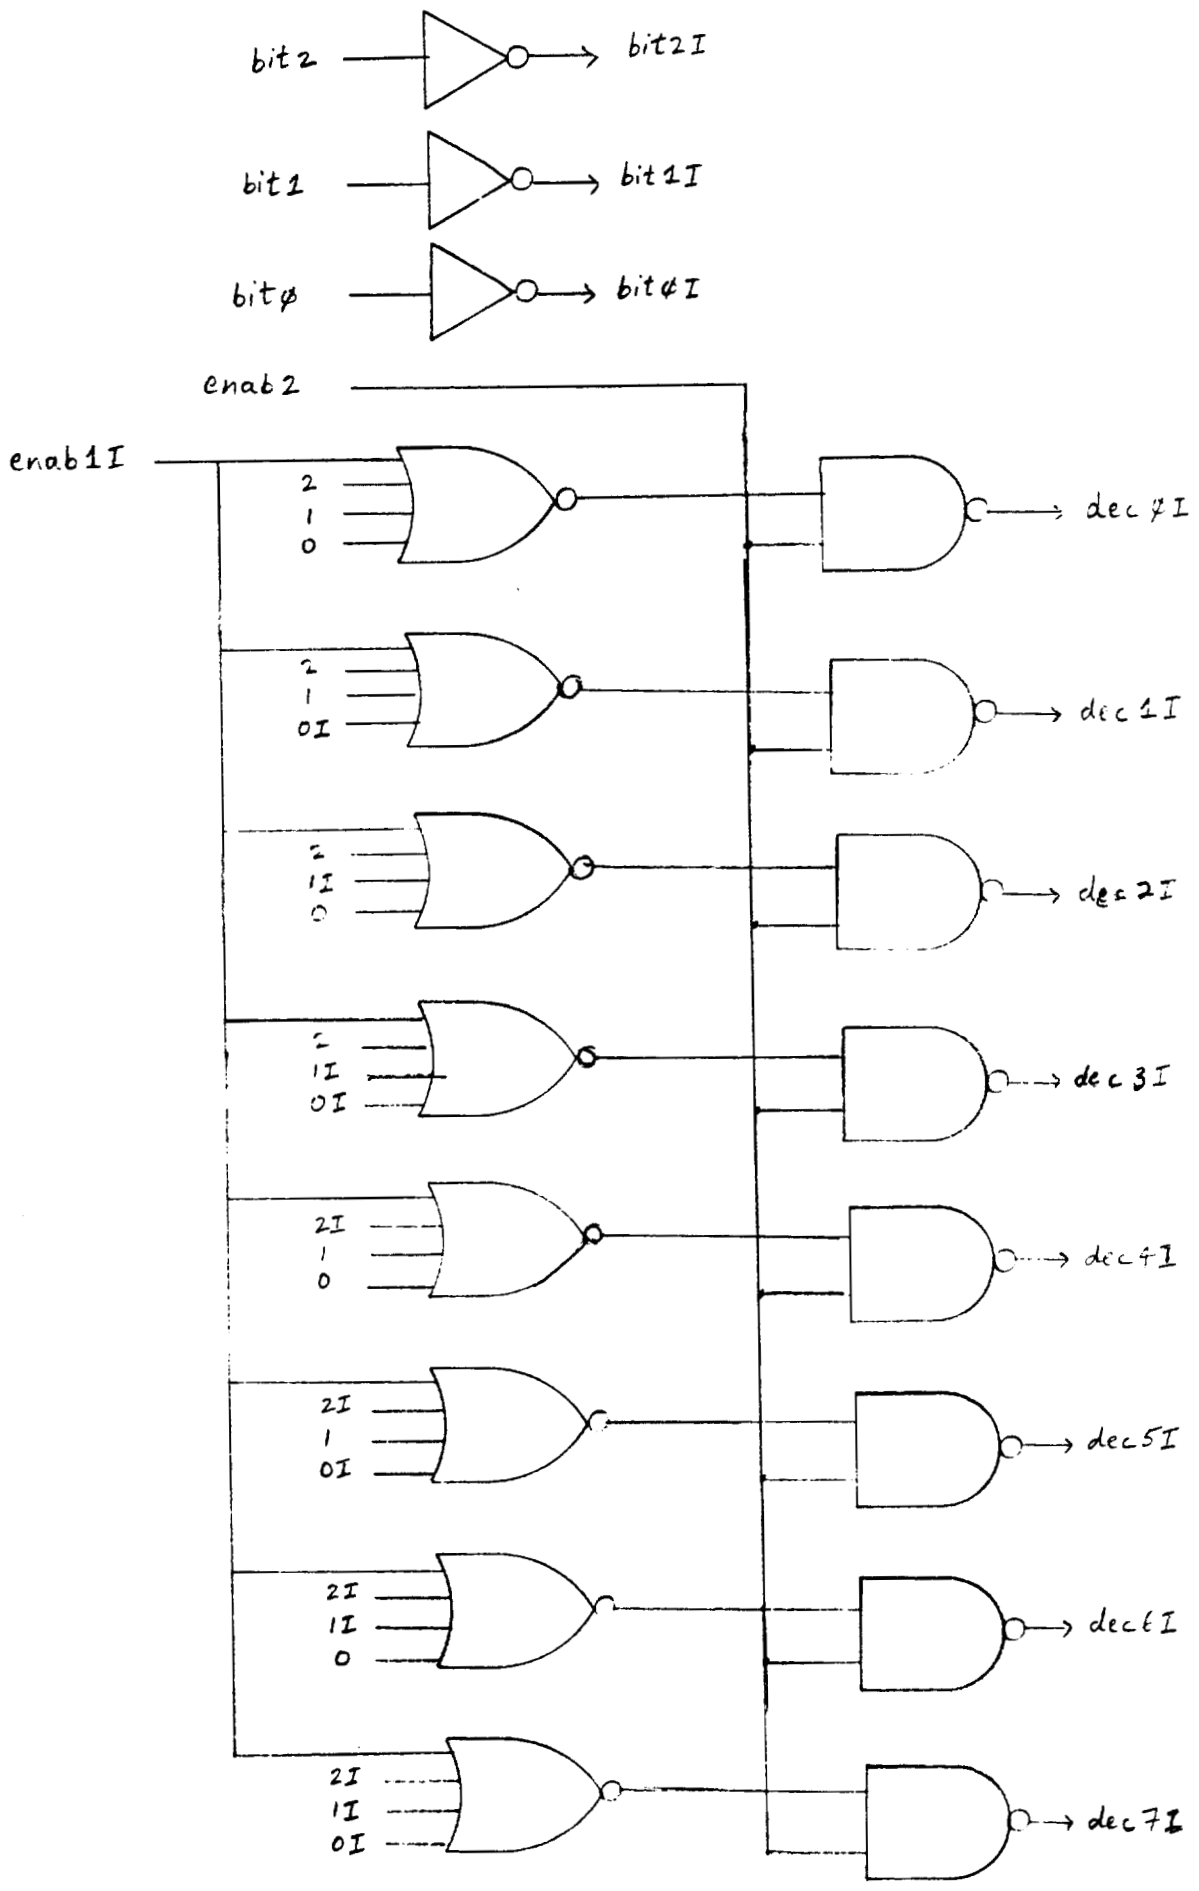 bit2 bit2I
bit1 bit1I
bitø bitøI
enab2
enab1I
2
1
0
decøI
2
1
0I
dec1I
2
1I
0
dec2I
2
1I
0I
dec3I
2I
1
0
dec4I
2I
1
0I
dec5I
2I
1I
0
dec6I
2I
1I
0I
dec7I